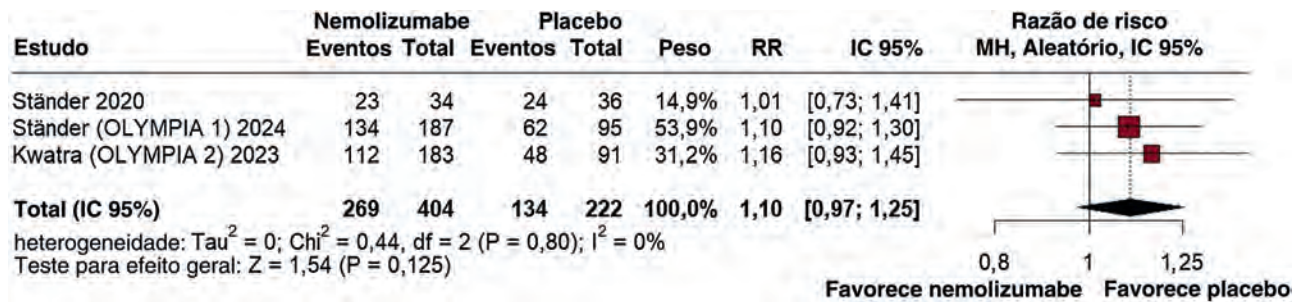 Nemolizumabe Placebo Razão de risco
Estudo Eventos Total Eventos Total Peso RR IC 95% MH, Aleatório, IC 95%
Ständer 2020 23 34 24 36 14,9% 1,01 [0,73; 1,41]
Ständer (OLYMPIA 1) 2024 134 187 62 95 53,9% 1,10 [0,92; 1,30]
Kwatra (OLYMPIA 2) 2023 112 183 48 91 31,2% 1,16 [0,93; 1,45]
Total (IC 95%) 269 404 134 222 100,0% 1,10 [0,97; 1,25]
heterogeneidade: Tau² = 0; Chi² = 0,44, df = 2 (P = 0,80); I² = 0%
Teste para efeito geral: Z = 1,54 (P = 0,125)
0,8 1 1,25
Favorece nemolizumabe Favorece placebo